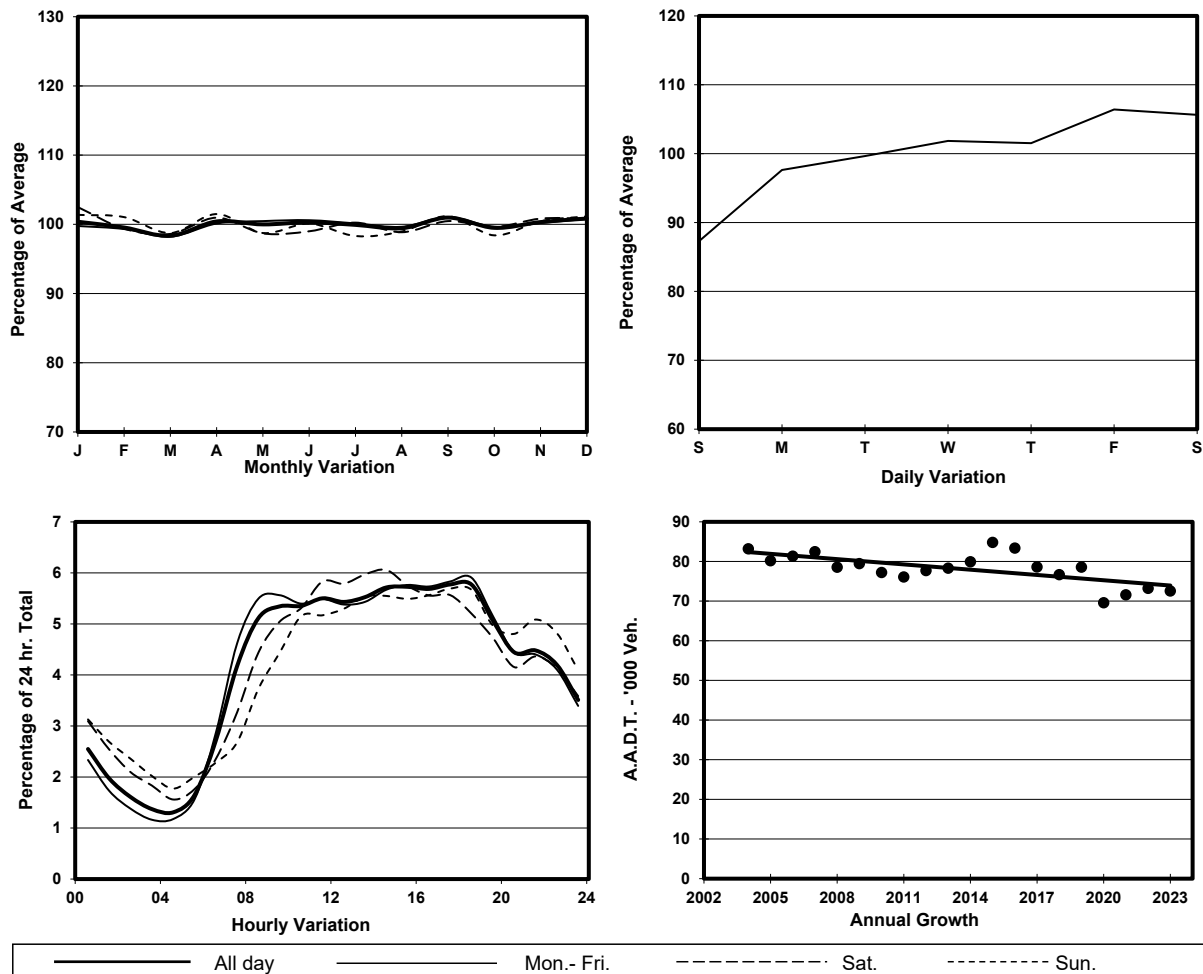 130
120
110
100
90
80
70
Percentage of Average
J F M A M J J A S O N D
Monthly Variation
120
110
100
90
80
70
60
Percentage of Average
S M T W T F S
Daily Variation
7
6
5
4
3
2
1
0
Percentage of 24 hr. Total
00 04 08 12 16 20 24
Hourly Variation
90
80
70
60
50
40
30
20
10
0
A.A.D.T. - '000 Veh.
2002 2005 2008 2011 2014 2017 2020 2023
Annual Growth
All day Mon.- Fri. Sat. Sun.